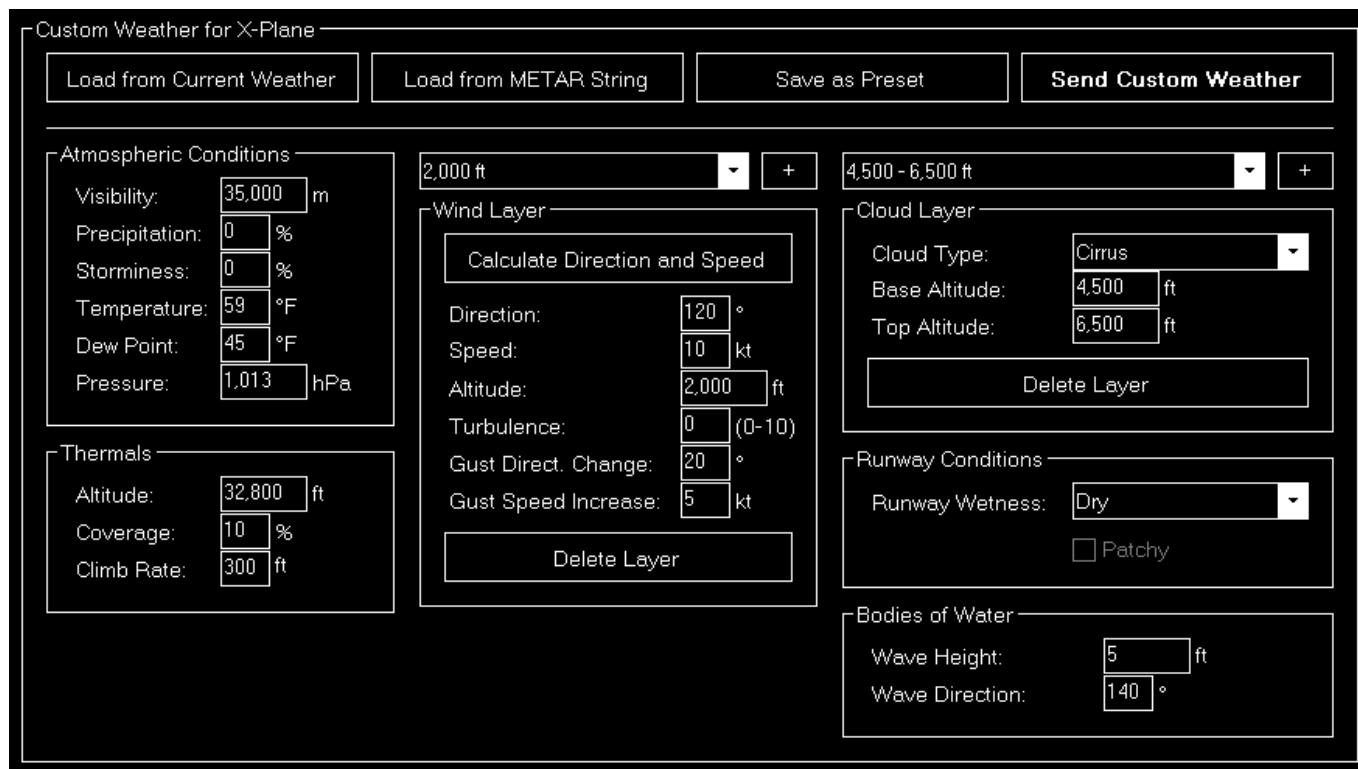 Custom Weather for X-Plane
Load from Current Weather
Load from METAR String
Save as Preset
Send Custom Weather
Atmospheric Conditions
Visibility: 35,000 m
Precipitation: 0 %
Storminess: 0 %
Temperature: 59 °F
Dew Point: 45 °F
Pressure: 1,013 hPa
Thermals
Altitude: 32,800 ft
Coverage: 10 %
Climb Rate: 300 ft
2,000 ft +
Wind Layer
Calculate Direction and Speed
Direction: 120 °
Speed: 10 kt
Altitude: 2,000 ft
Turbulence: 0 (0-10)
Gust Direct. Change: 20 °
Gust Speed Increase: 5 kt
Delete Layer
4,500 - 6,500 ft +
Cloud Layer
Cloud Type: Cirrus
Base Altitude: 4,500 ft
Top Altitude: 6,500 ft
Delete Layer
Runway Conditions
Runway Wetness: Dry
Patchy
Bodies of Water
Wave Height: 5 ft
Wave Direction: 140 °